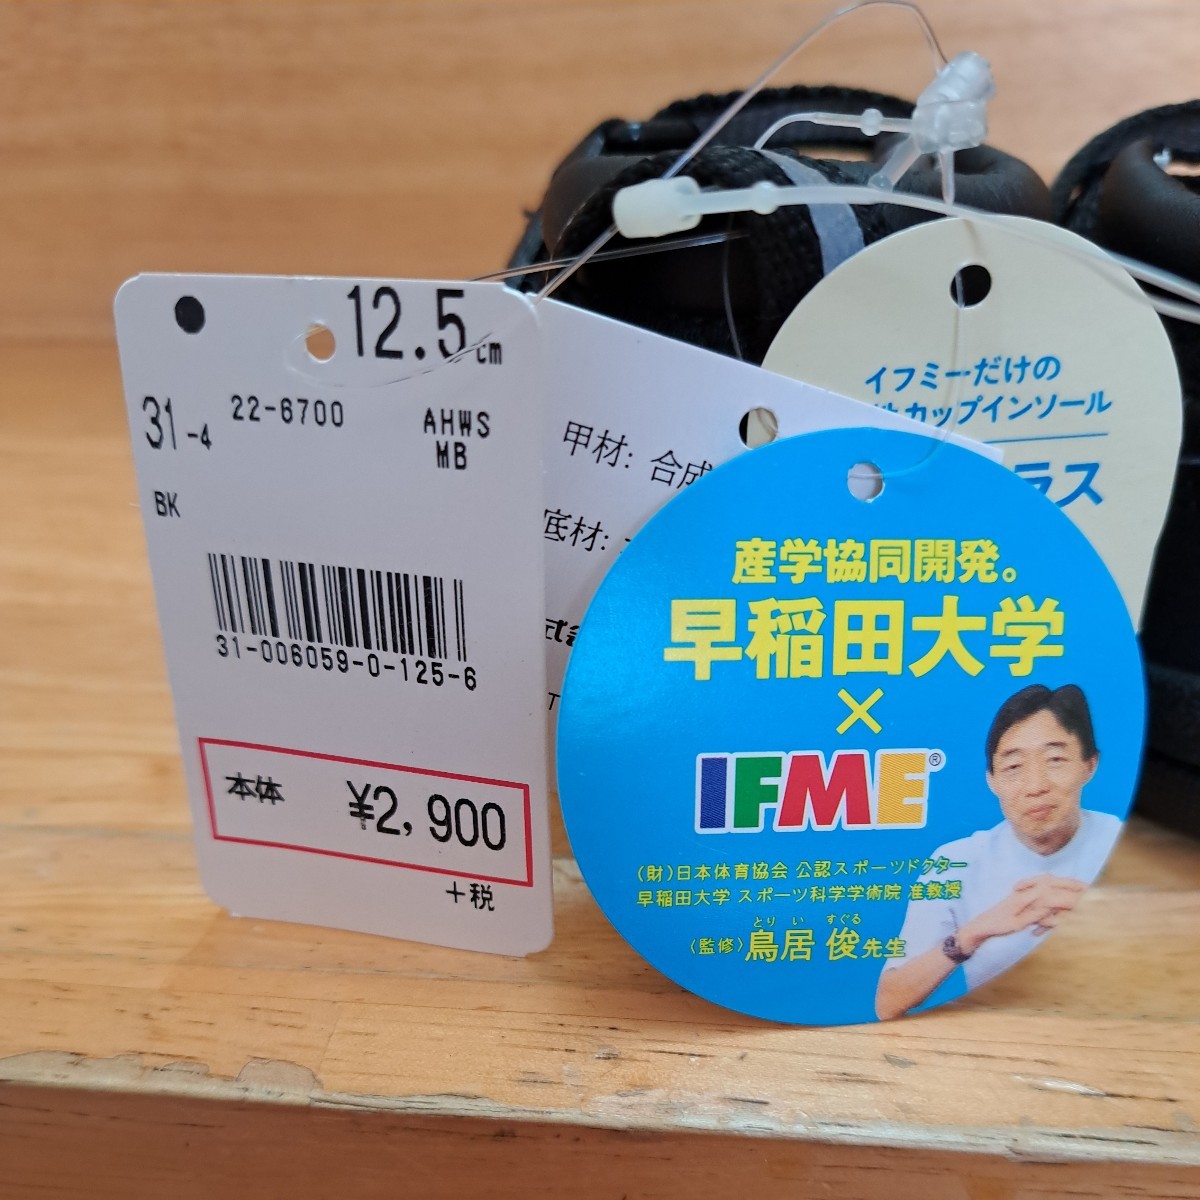 12.5cm
31-4
22-6700
AHWS
MB
BK
31-006059-0-125-6
本体 ¥2,900
+税
甲材: 合成
底材:
イフミーだけの
カップインソール
ラス
産学協同開発。
早稲田大学
×
IFME®
(財)日本体育協会 公認スポーツドクター
早稲田大学 スポーツ科学学術院 准教授
とり い すぐる
〈監修〉鳥居 俊先生